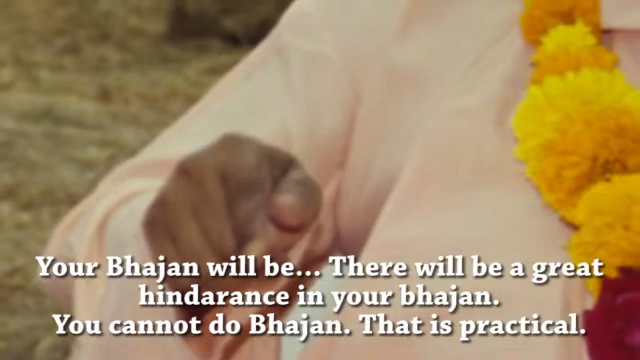 Your Bhajan will be... There will be a great
hindarance in your bhajan.
You cannot do Bhajan. That is practical.